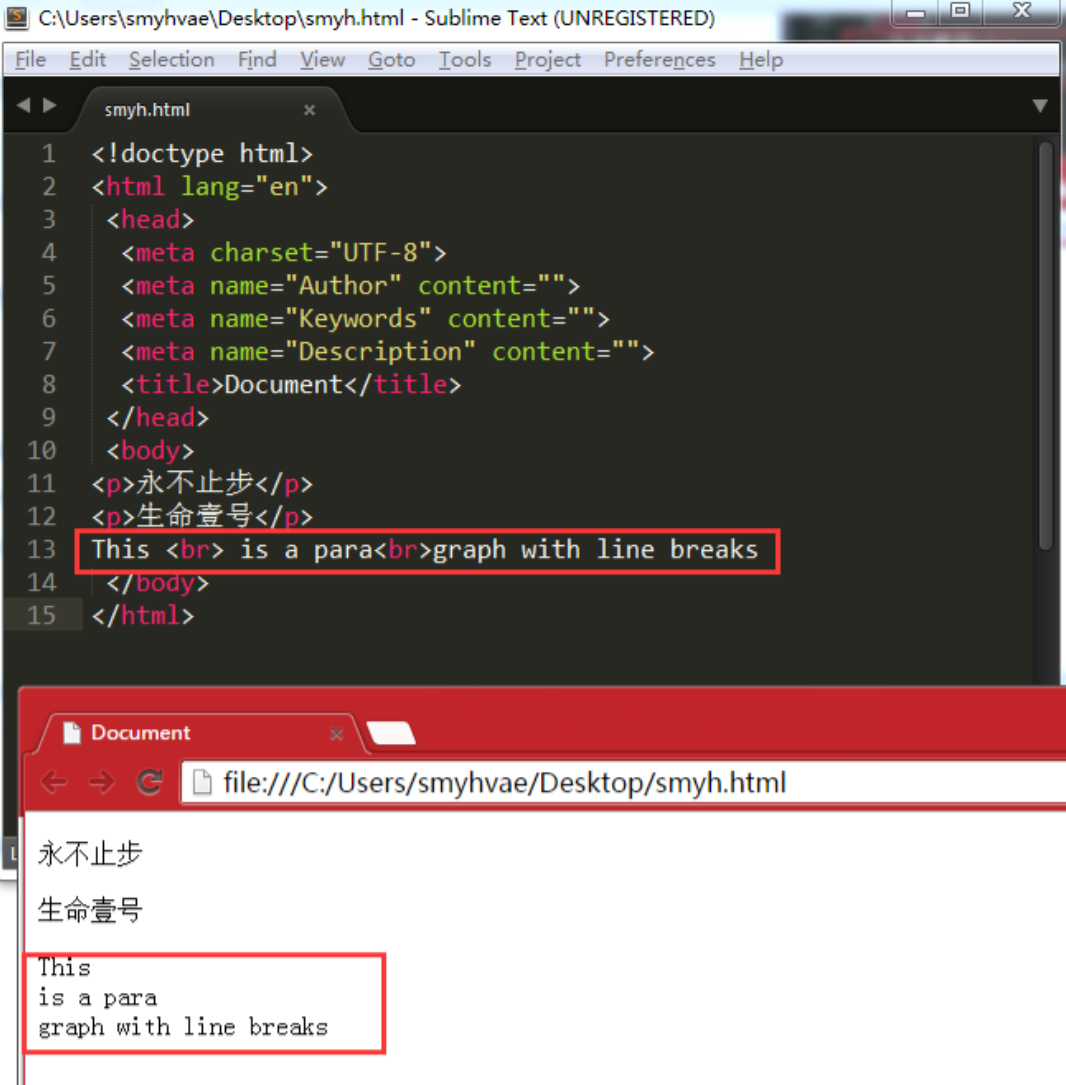 C:\Users\smyhvae\Desktop\smyh.html - Sublime Text (UNREGISTERED)
File Edit Selection Find View Goto Tools Project Preferences Help
smyh.html
1 <!doctype html>
2 <html lang="en">
3 <head>
4 <meta charset="UTF-8">
5 <meta name="Author" content="">
6 <meta name="Keywords" content="">
7 <meta name="Description" content="">
8 <title>Document</title>
9 </head>
10 <body>
11 <p>永不止步</p>
12 <p>生命壹号</p>
13 This <br> is a para<br>graph with line breaks
14 </body>
15 </html>
Document
file:///C:/Users/smyhvae/Desktop/smyh.html
永不止步
生命壹号
This
is a para
graph with line breaks